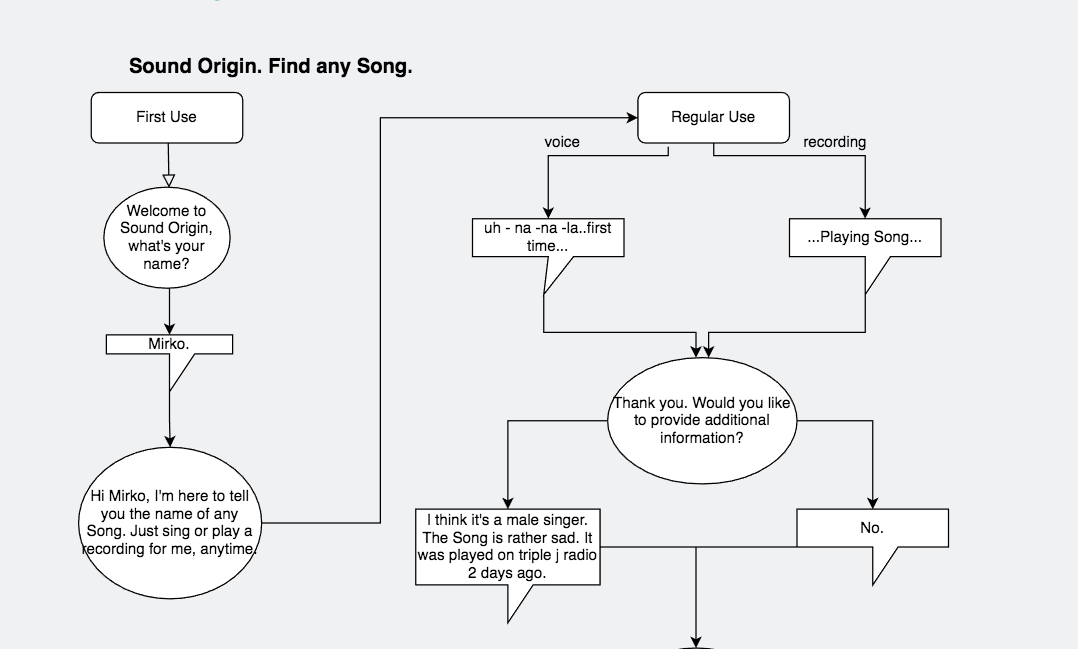 Sound Origin. Find any Song.
First Use
Welcome to
Sound Origin,
what's your
name?
Mirko.
Hi Mirko, I'm here to tell
you the name of any
Song. Just sing or play a
recording for me, anytime.
Regular Use
voice
recording
uh - na -na -la..first
time...
...Playing Song...
Thank you. Would you like
to provide additional
information?
I think it's a male singer.
The Song is rather sad. It
was played on triple j radio
2 days ago.
No.